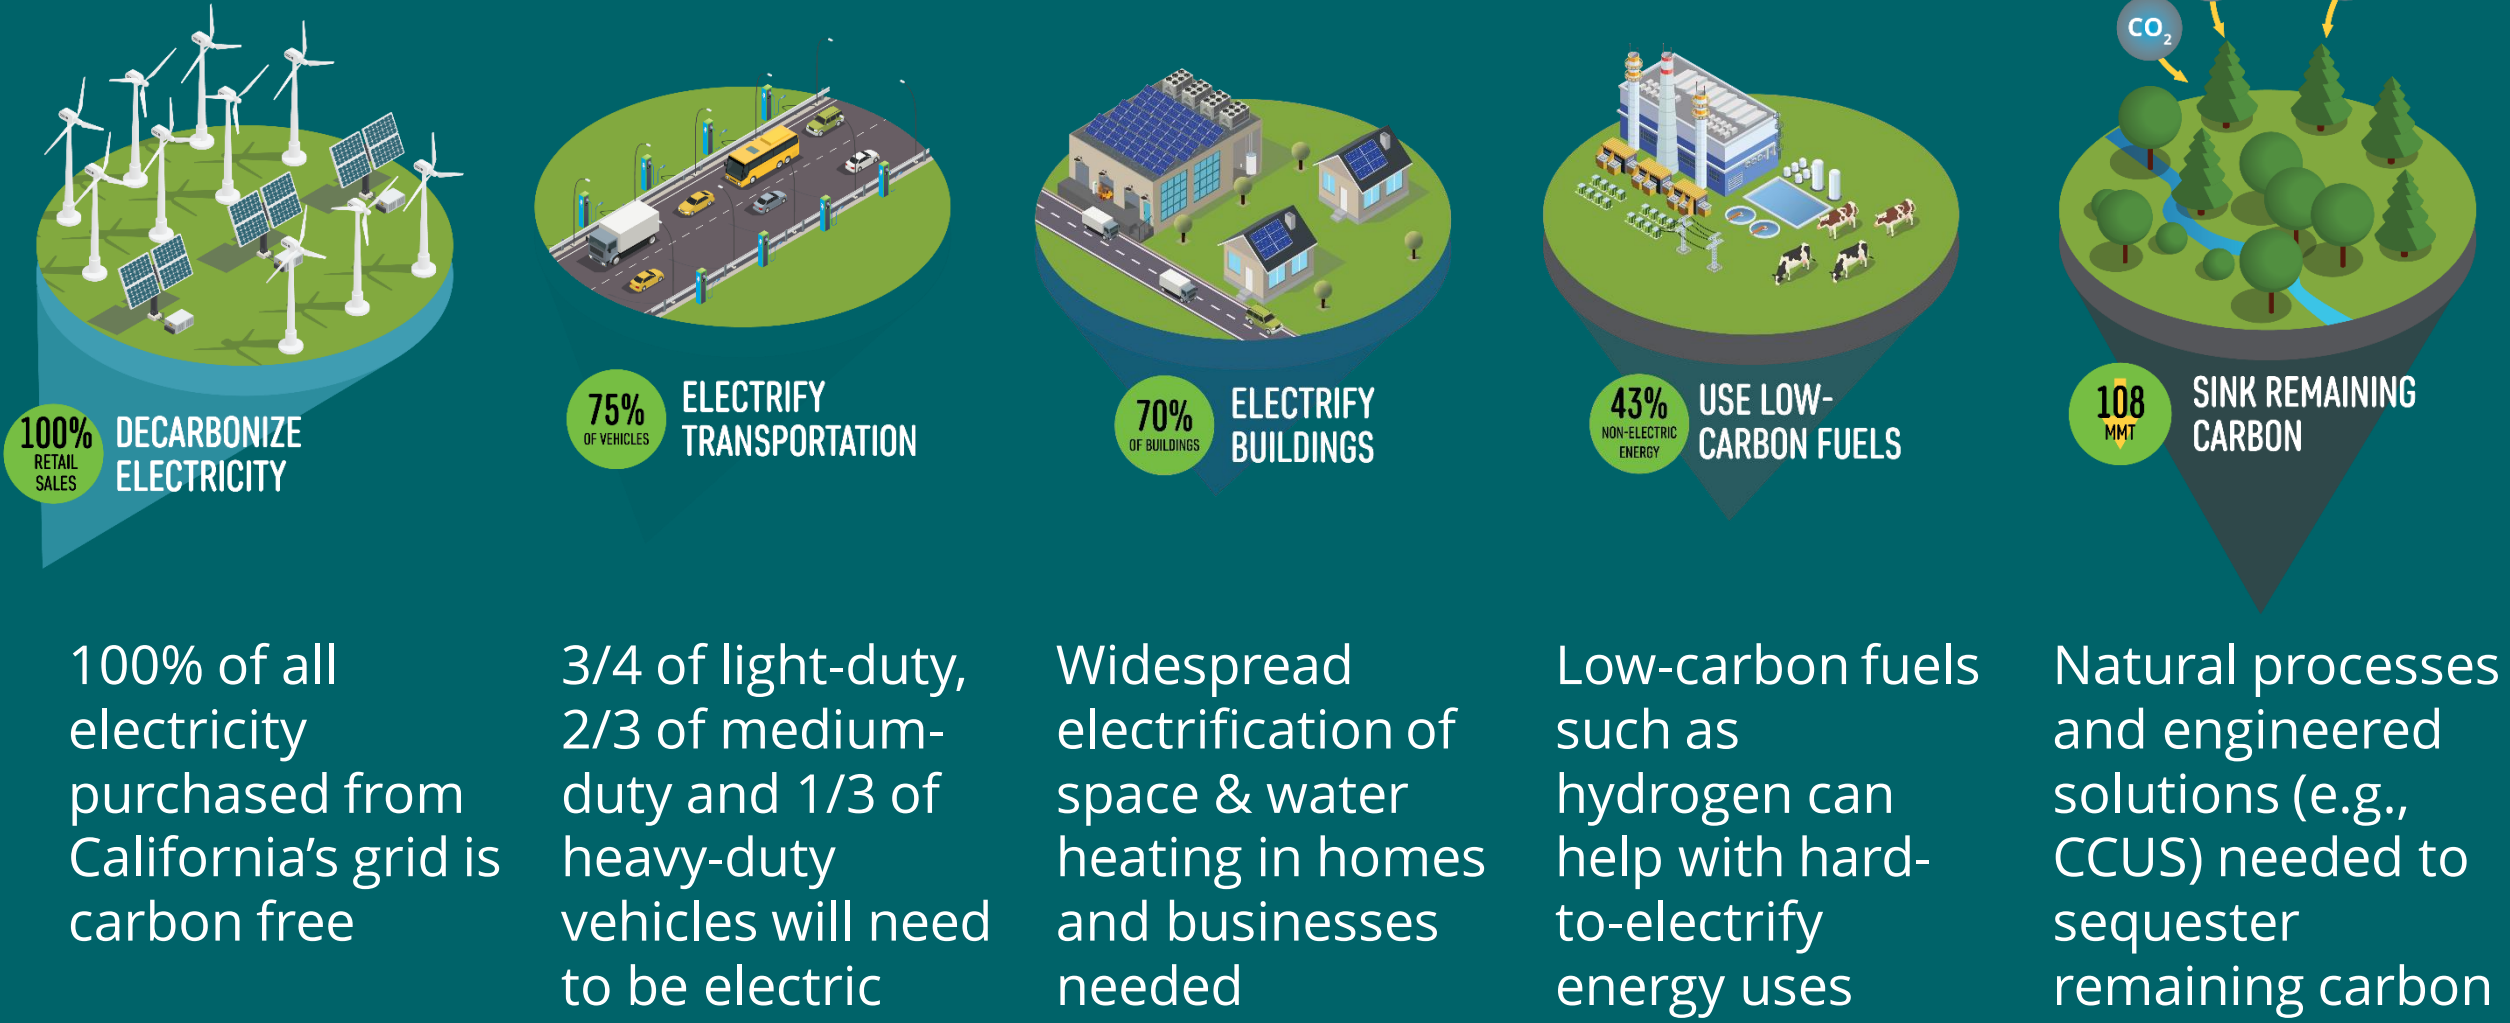 CO₂
100%
RETAIL
SALES
DECARBONIZE
ELECTRICITY
75%
OF VEHICLES
ELECTRIFY
TRANSPORTATION
70%
OF BUILDINGS
ELECTRIFY
BUILDINGS
43%
NON-ELECTRIC
ENERGY
USE LOW-
CARBON FUELS
108
MMT
SINK REMAINING
CARBON
100% of all
electricity
purchased from
California’s grid is
carbon free
3/4 of light-duty,
2/3 of medium-
duty and 1/3 of
heavy-duty
vehicles will need
to be electric
Widespread
electrification of
space & water
heating in homes
and businesses
needed
Low-carbon fuels
such as
hydrogen can
help with hard-
to-electrify
energy uses
Natural processes
and engineered
solutions (e.g.,
CCUS) needed to
sequester
remaining carbon